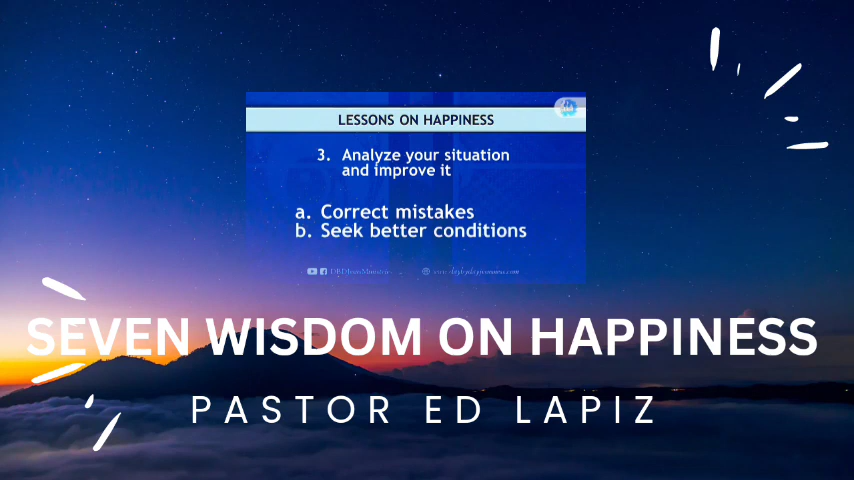 LESSONS ON HAPPINESS
3. Analyze your situation
and improve it
a. Correct mistakes
b. Seek better conditions
SEVEN WISDOM ON HAPPINESS
PASTOR ED LAPIZ